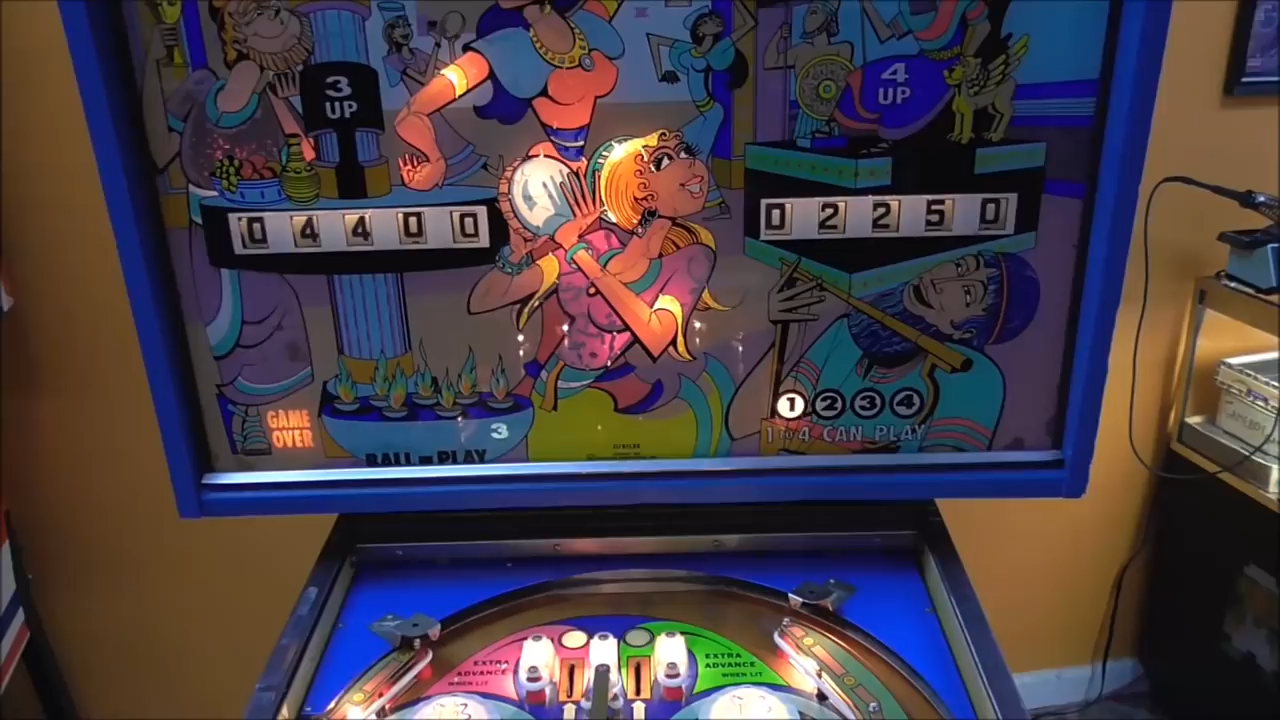 3
UP
4
UP
04400
02250
GAME
OVER
3
BALL IN PLAY
1 2 3 4
1 TO 4 CAN PLAY
EXTRA
ADVANCE
WHEN LIT
EXTRA
ADVANCE
WHEN LIT